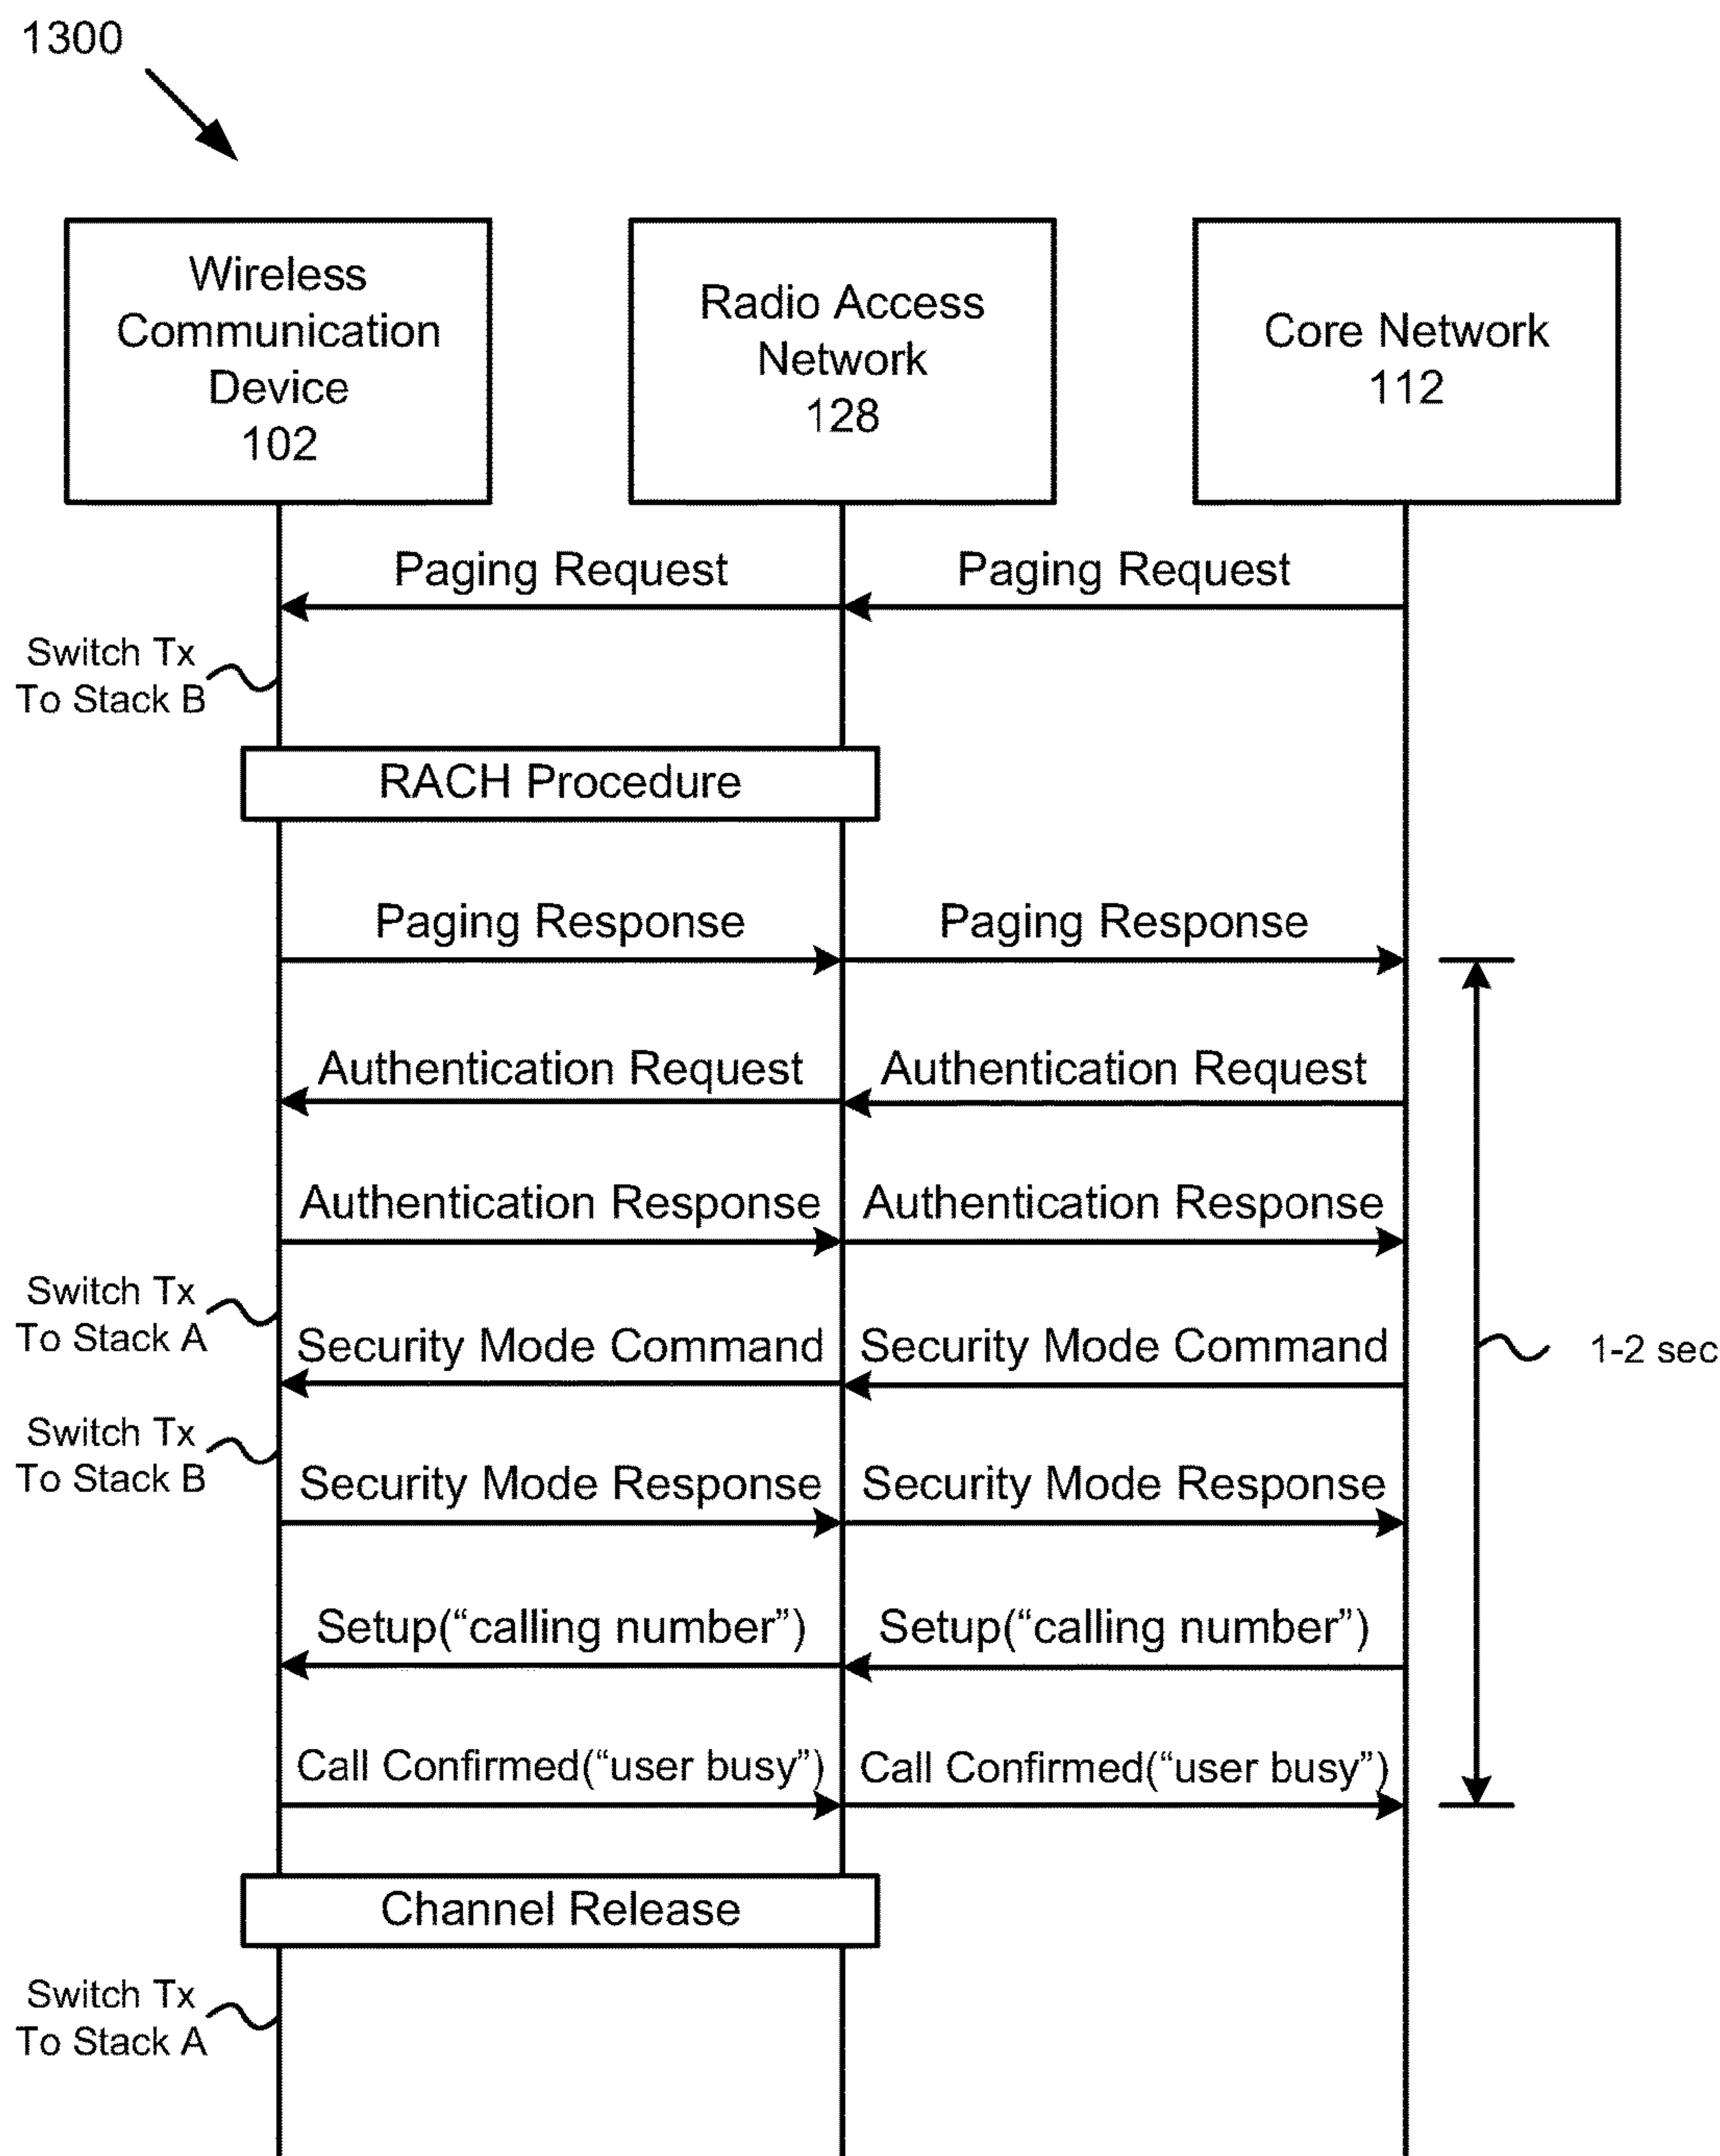 1300
Wireless
Communication
Device
102
Radio Access
Network
128
Core Network
112
Paging Request
Paging Request
Switch Tx
To Stack B
RACH Procedure
Paging Response
Paging Response
Authentication Request
Authentication Request
Authentication Response
Authentication Response
Switch Tx
To Stack A
Security Mode Command
Security Mode Command
1-2 sec
Switch Tx
To Stack B
Security Mode Response
Security Mode Response
Setup(“calling number”)
Setup(“calling number”)
Call Confirmed(“user busy”)
Call Confirmed(“user busy”)
Channel Release
Switch Tx
To Stack A